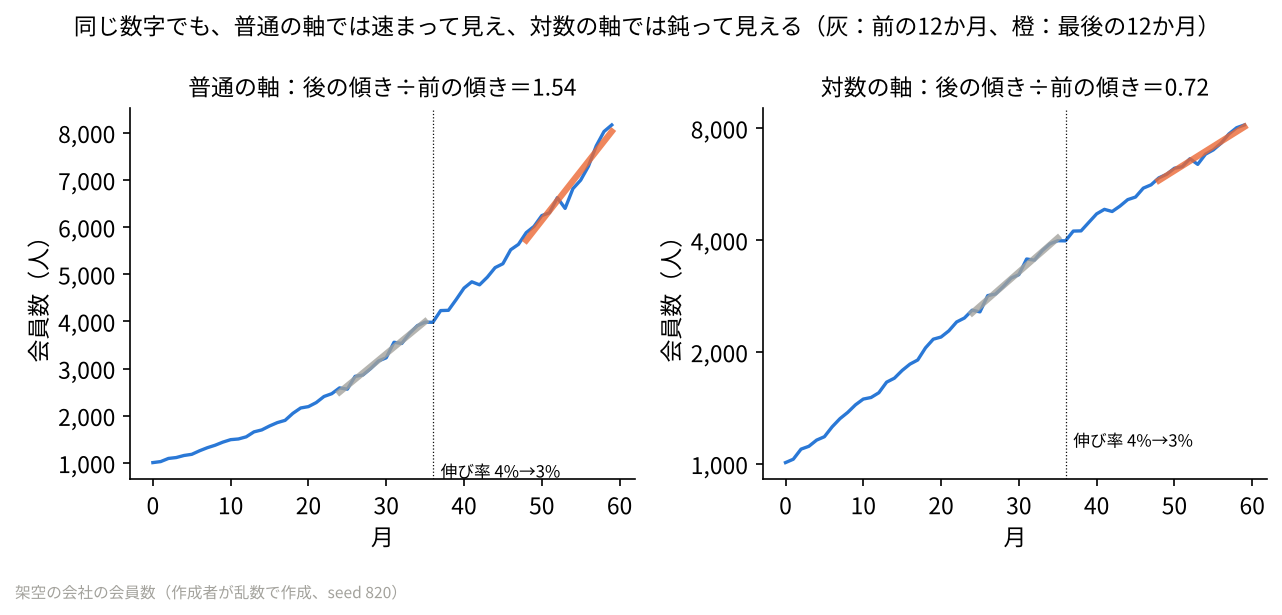 同じ数字でも、普通の軸では速まって見え、対数の軸では鈍って見える（灰：前の12か月、橙：最後の12か月）
普通の軸：後の傾き÷前の傾き＝1.54
会員数（人）
8,000
7,000
6,000
5,000
4,000
3,000
2,000
1,000
伸び率 4%→3%
0 10 20 30 40 50 60
月
対数の軸：後の傾き÷前の傾き＝0.72
会員数（人）
8,000
4,000
2,000
1,000
伸び率 4%→3%
0 10 20 30 40 50 60
月
架空の会社の会員数（作成者が乱数で作成、seed 820）